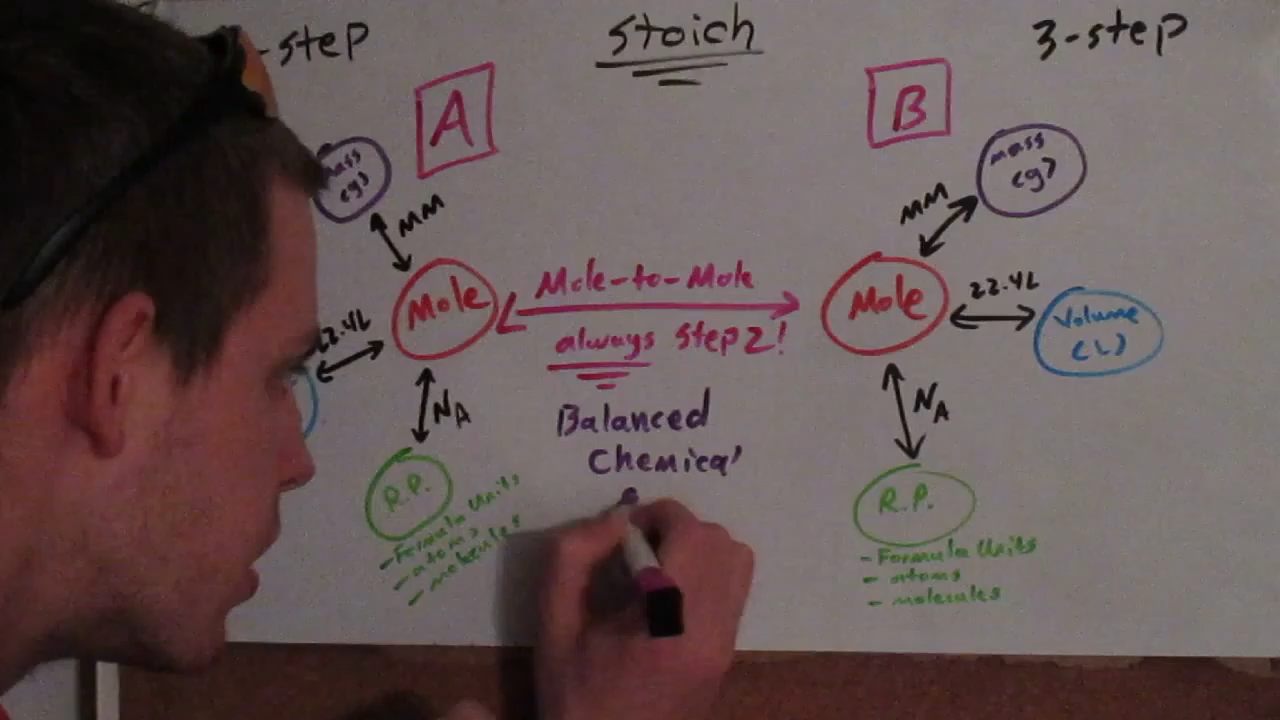 -step
Stoich
3-step
A
B
mass
(g)
mass
(g)
MM
MM
Mole
Mole-to-Mole
Mole
22.4L
Volume
(L)
22.4L
always step 2!
NA
Balanced
Chemical
NA
R.P.
- Formula Units
- atoms
- molecules
R.P.
- Formula Units
- atoms
- molecules